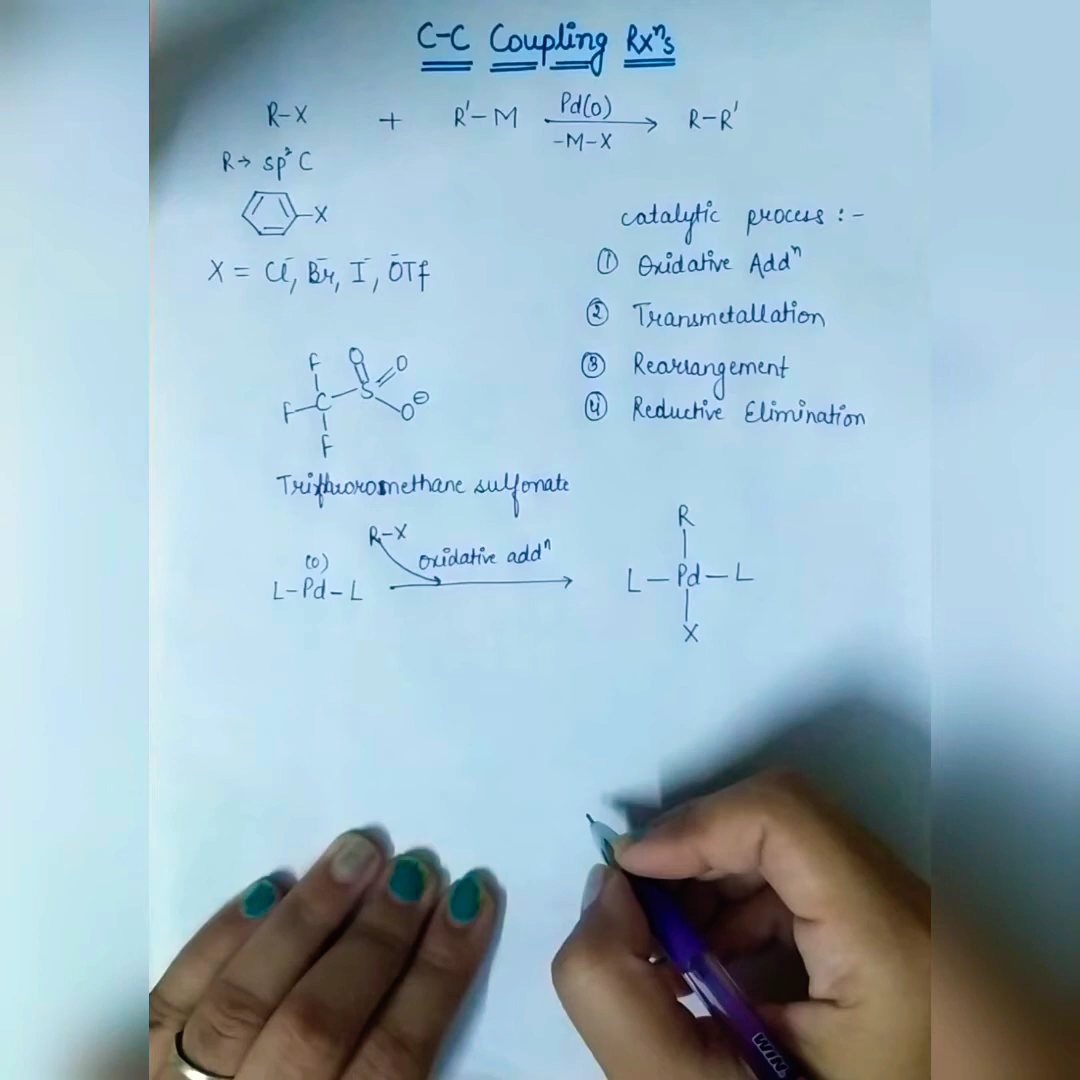 C-C Coupling Rxⁿs
R-X + R'-M Pd(0) -M-X → R-R'
R→ sp² C
X
X = Cl⁻, Br⁻, I⁻, ⁻OTf
catalytic process :-
① Oxidative Addⁿ
② Transmetallation
③ Rearrangement
④ Reductive Elimination
F
F-C-S
O
O
O⊖
F
Trifluoromethane sulfonate
R-X
oxidative addⁿ
(0)
L-Pd-L
R
L-Pd-L
X
WIN